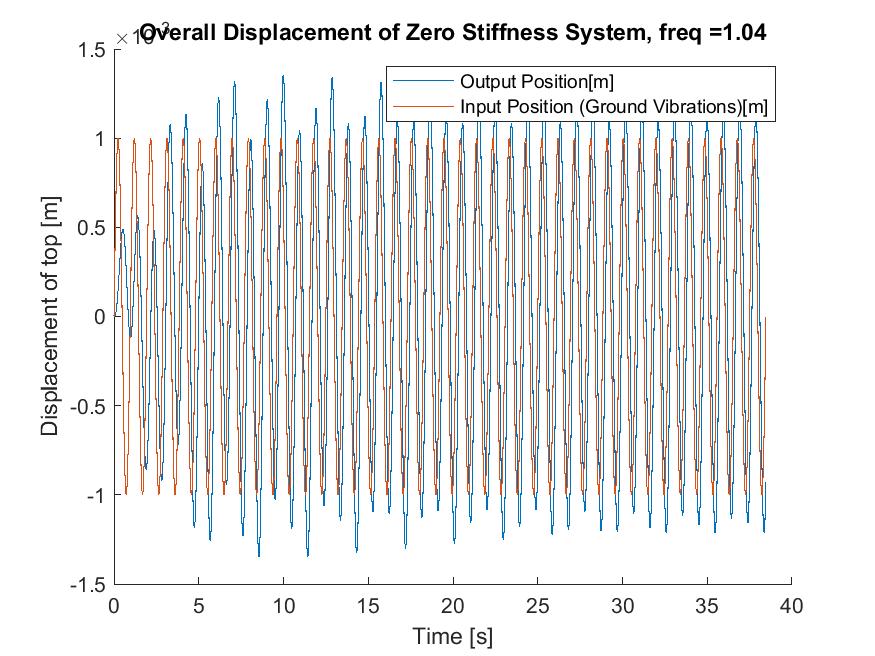 ×10⁻³
Overall Displacement of Zero Stiffness System, freq =1.04
1.5
Output Position[m]
Input Position (Ground Vibrations)[m]
1
0.5
0
-0.5
-1
-1.5
Displacement of top [m]
0 5 10 15 20 25 30 35 40
Time [s]